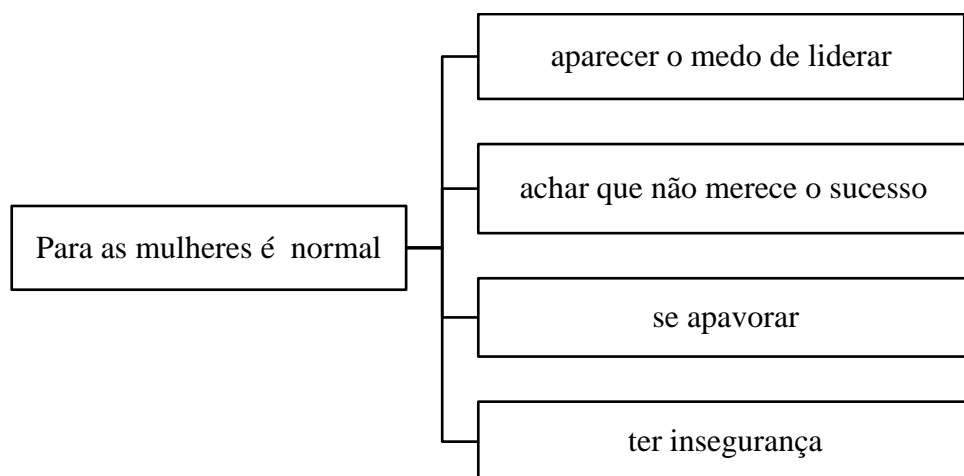 aparecer o medo de liderar
achar que não merece o sucesso
Para as mulheres é  normal
se apavorar
ter insegurança